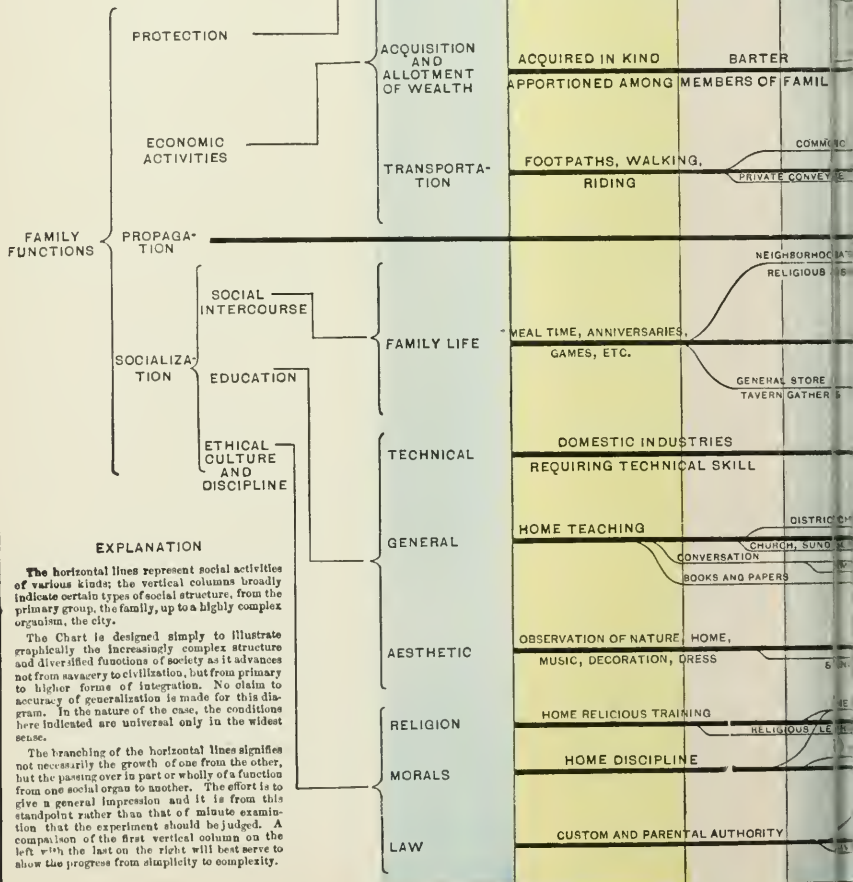 PROTECTION
ACQUISITION
AND
ALLOTMENT
OF WEALTH
ACQUIRED IN KIND BARTER
APPORTIONED AMONG MEMBERS OF FAMIL
ECONOMIC
ACTIVITIES
TRANSPORTA-
TION
FOOTPATHS, WALKING,
RIDING
PRIVATE
FAMILY
FUNCTIONS
PROPAGA-
TION
RELIGIOUS
SOCIAL
INTERCOURSE
FAMILY LIFE
MEAL TIME, ANNIVERSARIES,
GAMES, ETC.
SOCIALIZA-
TION
EDUCATION
GENERAL STORE
TAVERN GATHER
ETHICAL
CULTURE
AND
DISCIPLINE
TECHNICAL
DOMESTIC INDUSTRIES
REQUIRING TECHNICAL SKILL
GENERAL
HOME TEACHING
DISTRIC
CHURCH, SUND
CONVERSATION
BOOKS AND PAPERS
AESTHETIC
OBSERVATION OF NATURE, HOME,
MUSIC, DECORATION, DRESS
RELIGION
HOME RELIGIOUS TRAINING
RELIGIOUS
MORALS
HOME DISCIPLINE
LAW
CUSTOM AND PARENTAL AUTHORITY
EXPLANATION
The horizontal lines represent social activities
of various kinds; the vertical columns broadly
indicate certain types of social structure, from the
primary group, the family, up to a highly complex
organism, the city.
The Chart is designed simply to illustrate
graphically the increasingly complex structure
and diversified functions of society as it advances
not from savagery to civilization, but from primary
to higher forms of integration. No claim to
accuracy of generalization is made for this dia-
gram. In the nature of the case, the conditions
here indicated are universal only in the widest
sense.
The branching of the horizontal lines signifies
not necessarily the growth of one from the other,
but the passing over in part or wholly of a function
from one social organ to another. The effort is to
give a general impression and it is from this
standpoint rather than that of minute examin-
tion that the experiment should be judged. A
comparison of the first vertical column on the
left with the last on the right will best serve to
show the progress from simplicity to complexity.